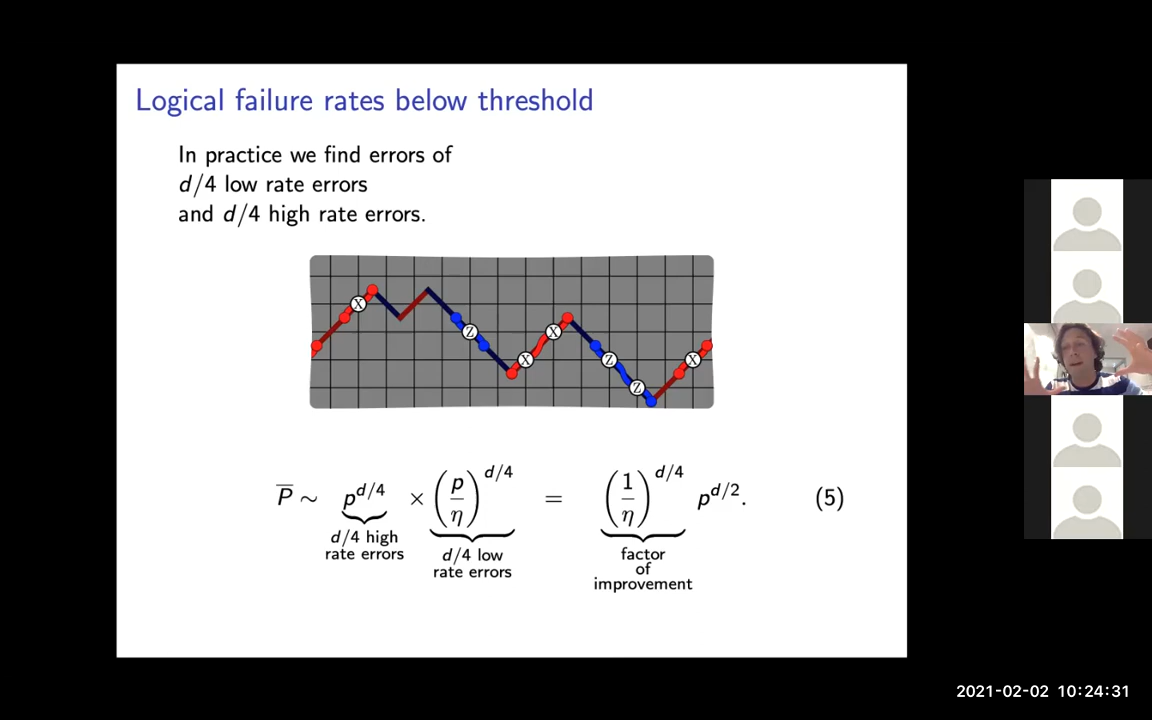 Logical failure rates below threshold
In practice we find errors of
d/4 low rate errors
and d/4 high rate errors.
X
Z
X
X
Z
Z
X
P̅ ∼ p^{d/4} × (p/η)^{d/4} = (1/η)^{d/4} p^{d/2}. (5)
d/4 high
rate errors
d/4 low
rate errors
factor
of
improvement
2021-02-02 10:24:31